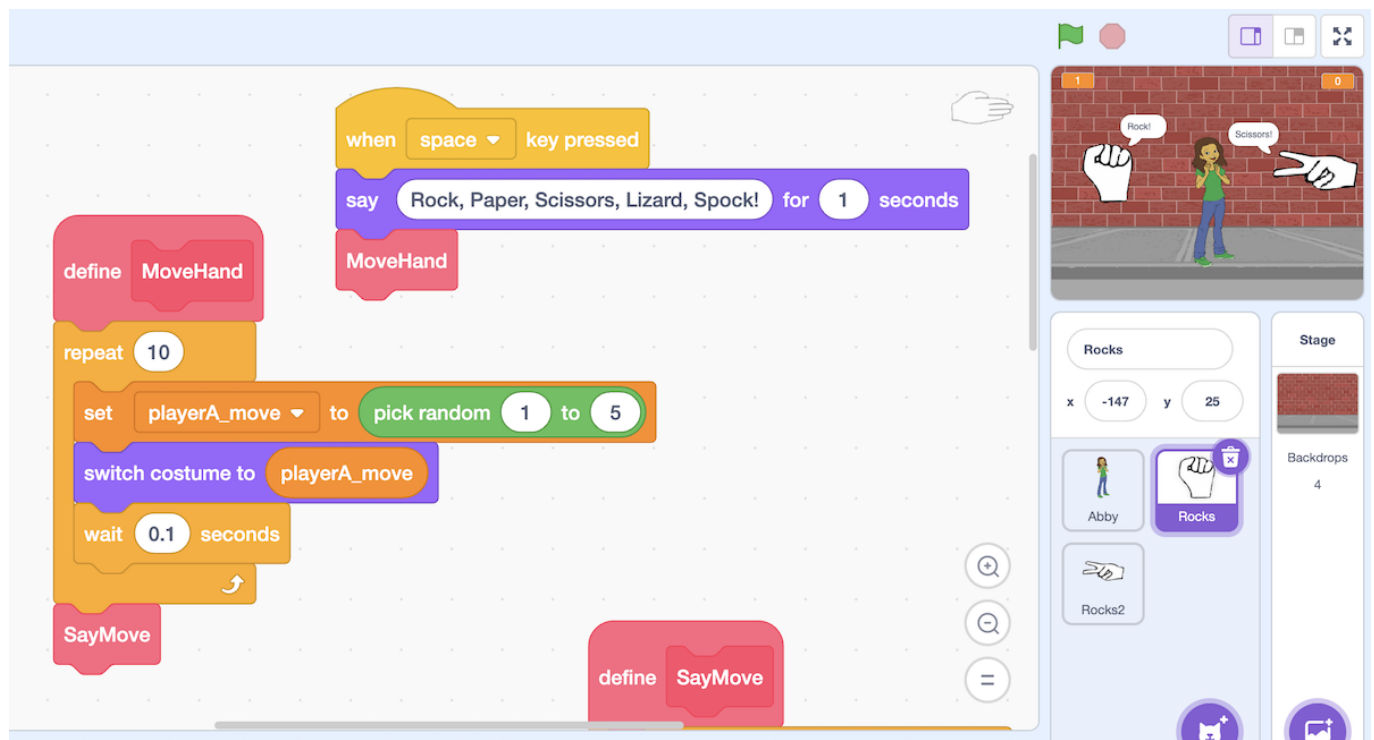 when space key pressed
say Rock, Paper, Scissors, Lizard, Spock! for 1 seconds
MoveHand
define MoveHand
repeat 10
set playerA_move to pick random 1 to 5
switch costume to playerA_move
wait 0.1 seconds
SayMove
define SayMove
1
0
Rock!
Scissors!
Rocks
x -147 y 25
Abby
Rocks
Rocks2
Stage
Backdrops
4